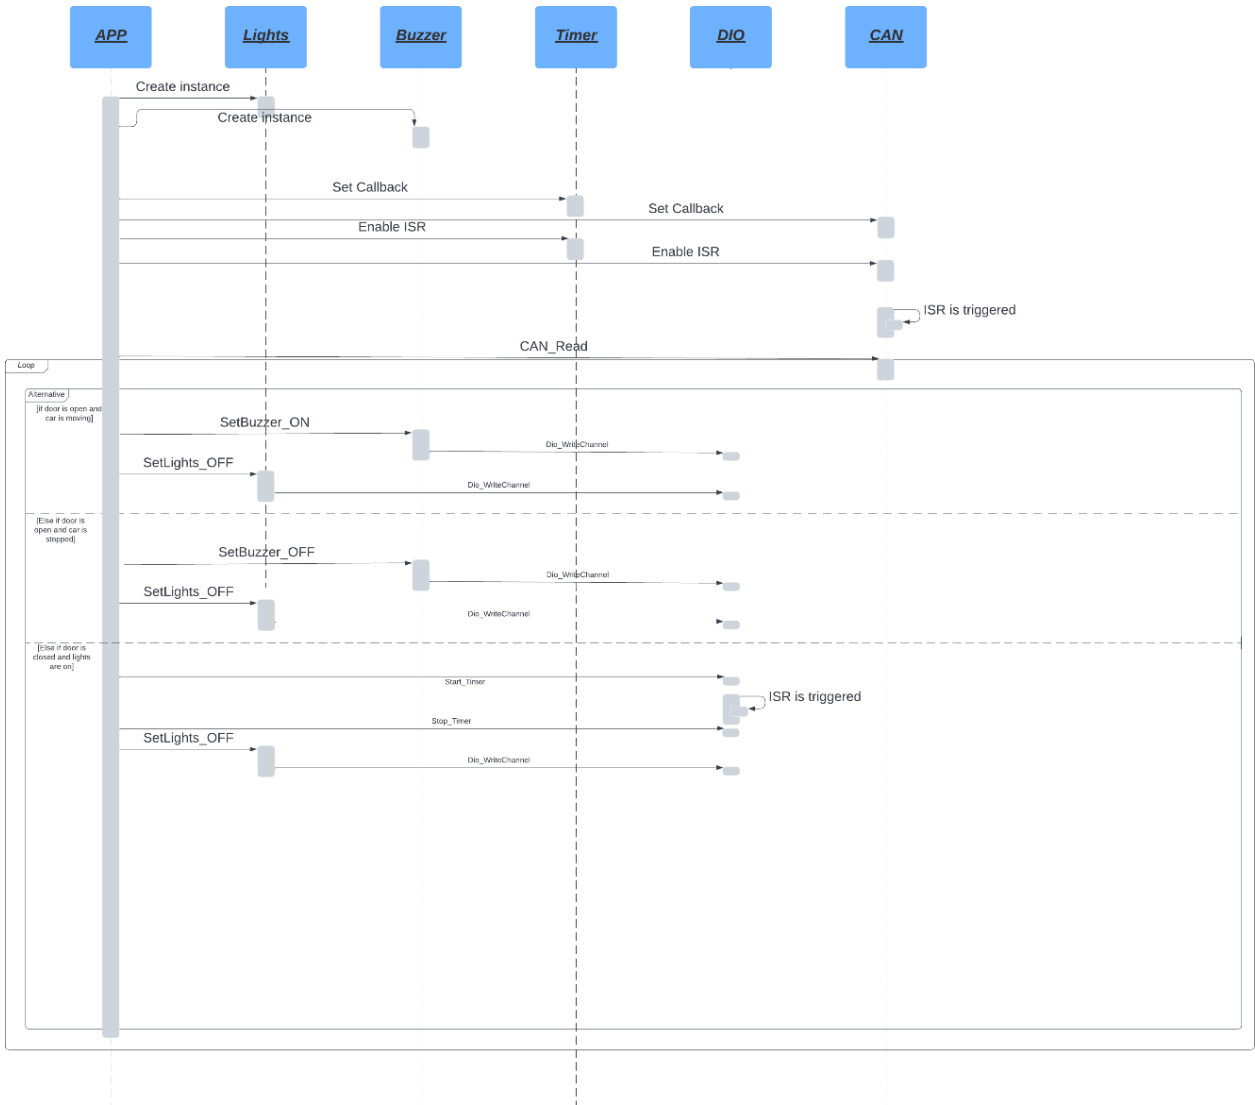 APP
Lights
Buzzer
Timer
DIO
CAN
Create instance
Create instance
Set Callback
Set Callback
Enable ISR
Enable ISR
ISR is triggered
CAN_Read
Loop
Alternative
[if door is open and
car is moving]
SetBuzzer_ON
Dio_WriteChannel
SetLights_OFF
Dio_WriteChannel
[Else if door is
open and car is
stopped]
SetBuzzer_OFF
Dio_WriteChannel
SetLights_OFF
Dio_WriteChannel
[Else if door is
closed and lights
are on]
Start_Timer
ISR is triggered
Stop_Timer
SetLights_OFF
Dio_WriteChannel